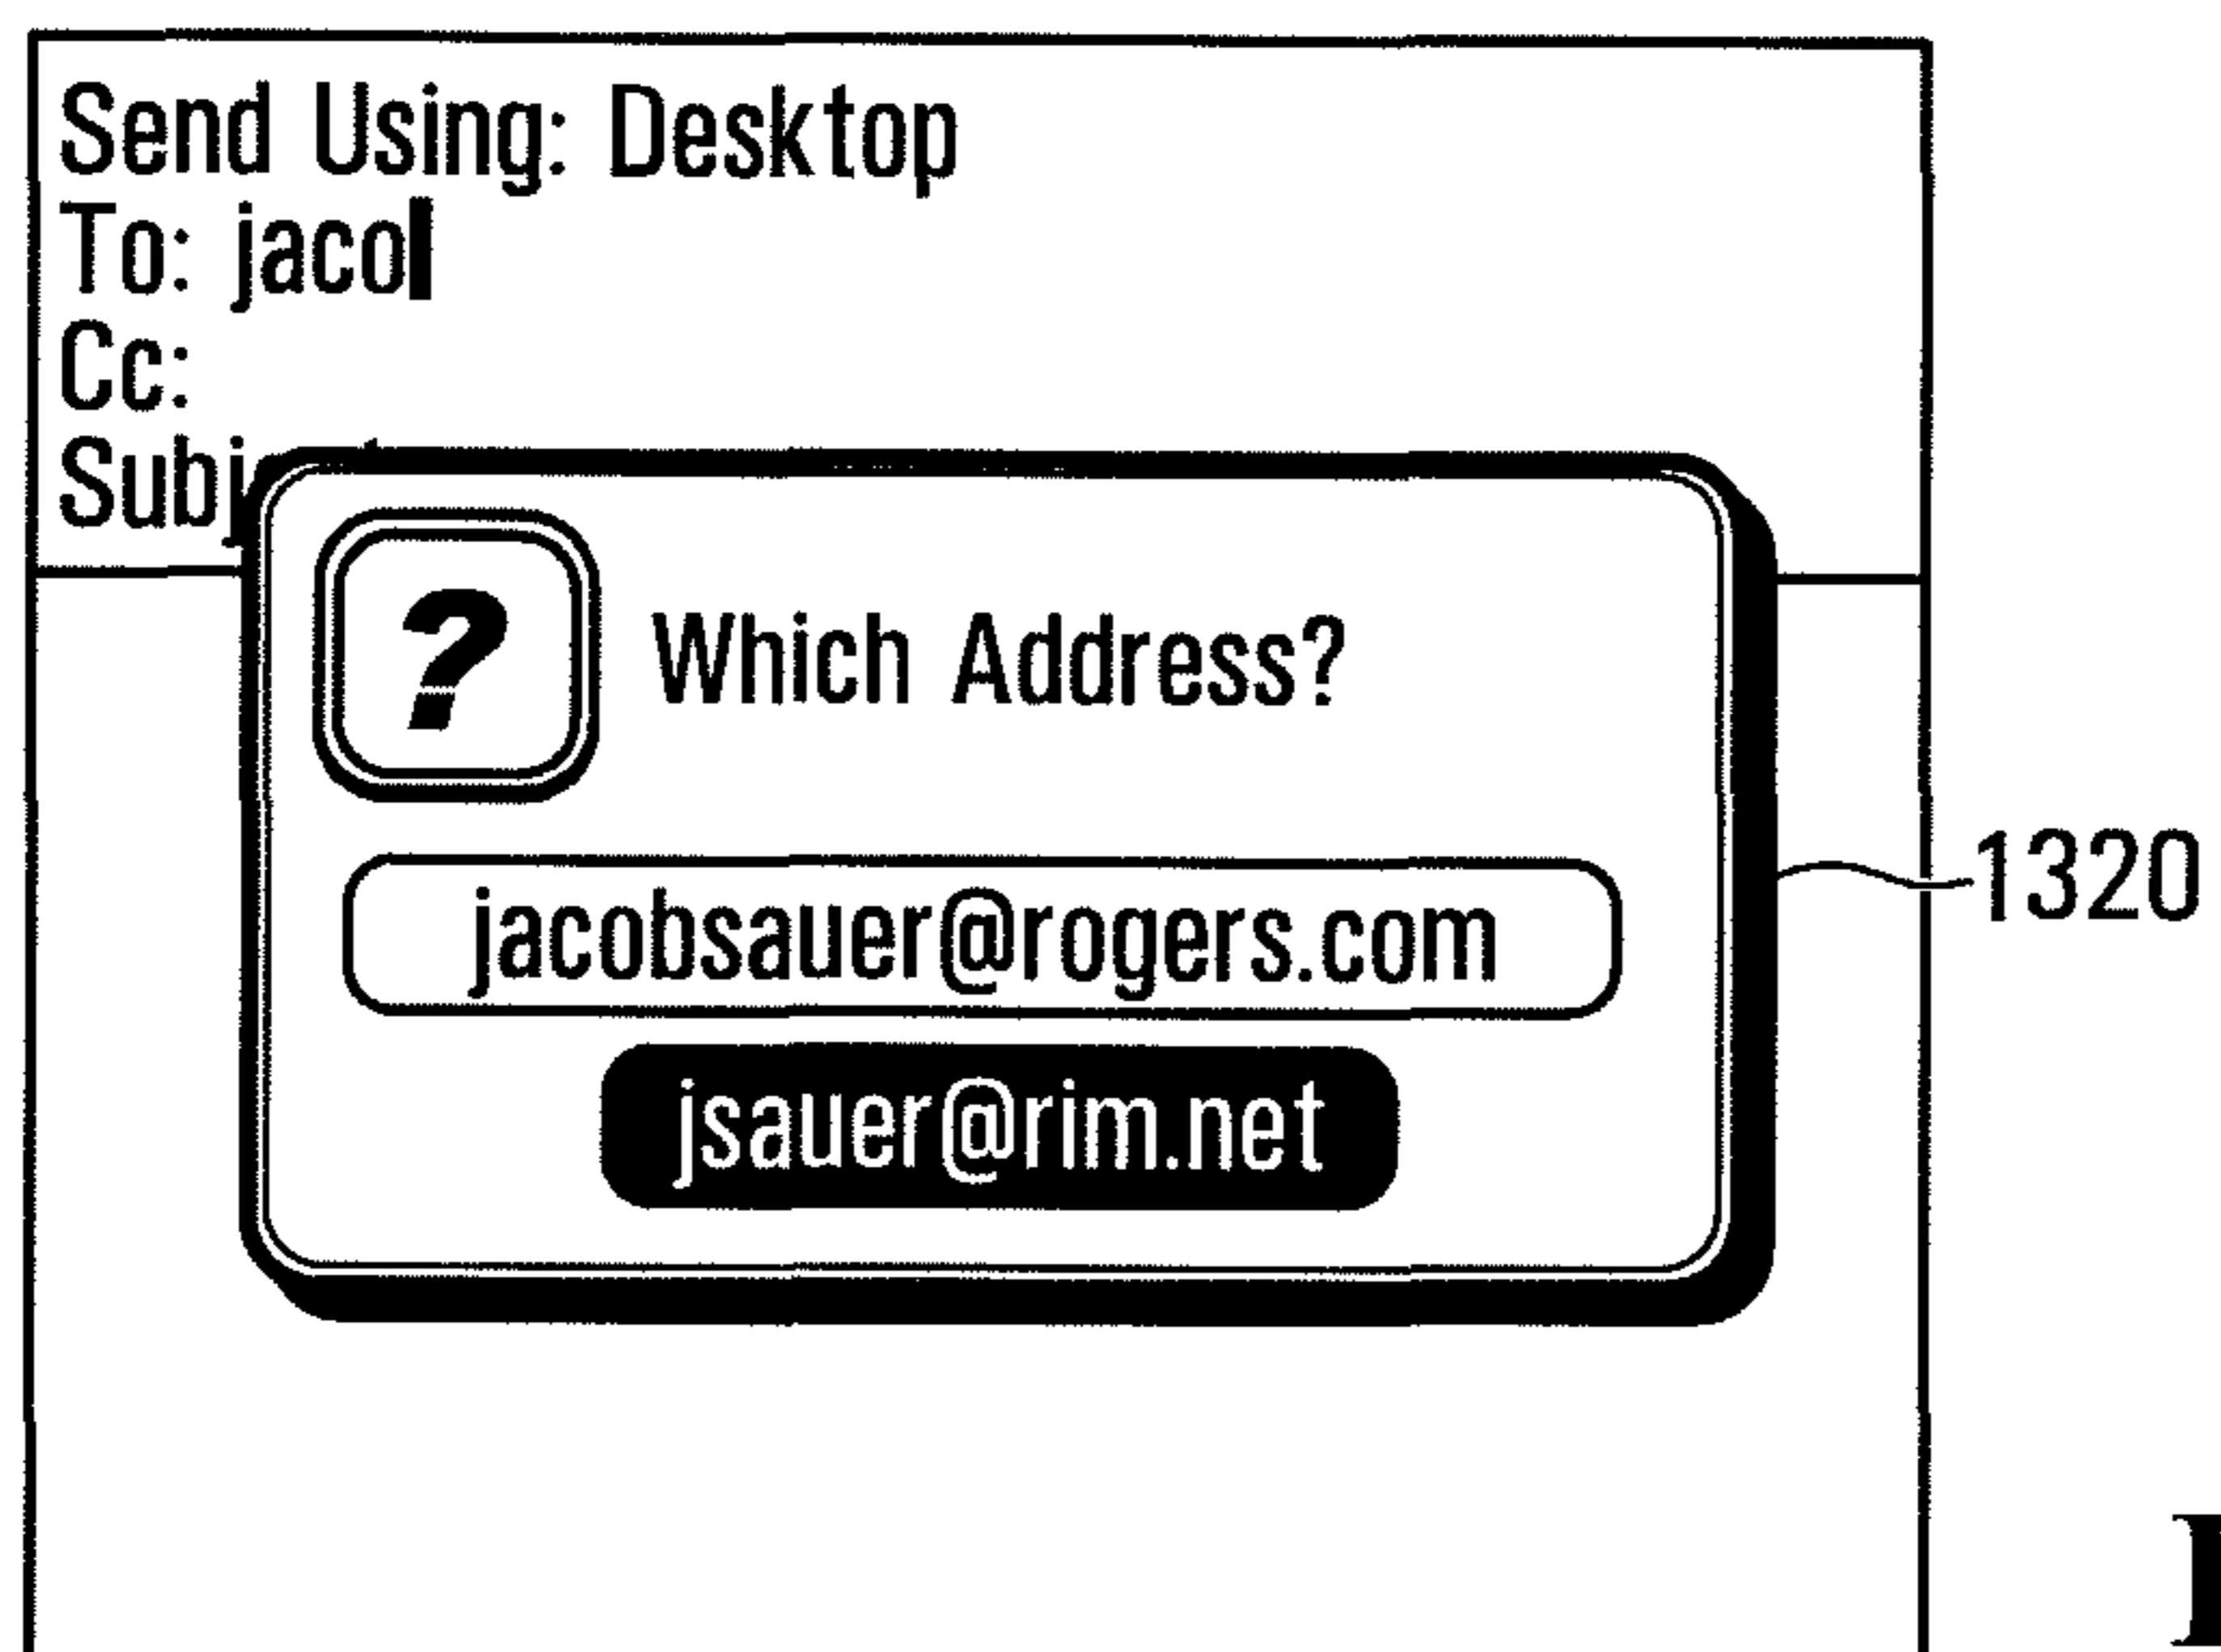 Send Using: Desktop
To: jaco
Cc:
Subj
?
Which Address?
jacobsauer@rogers.com
1320
jsauer@rim.net